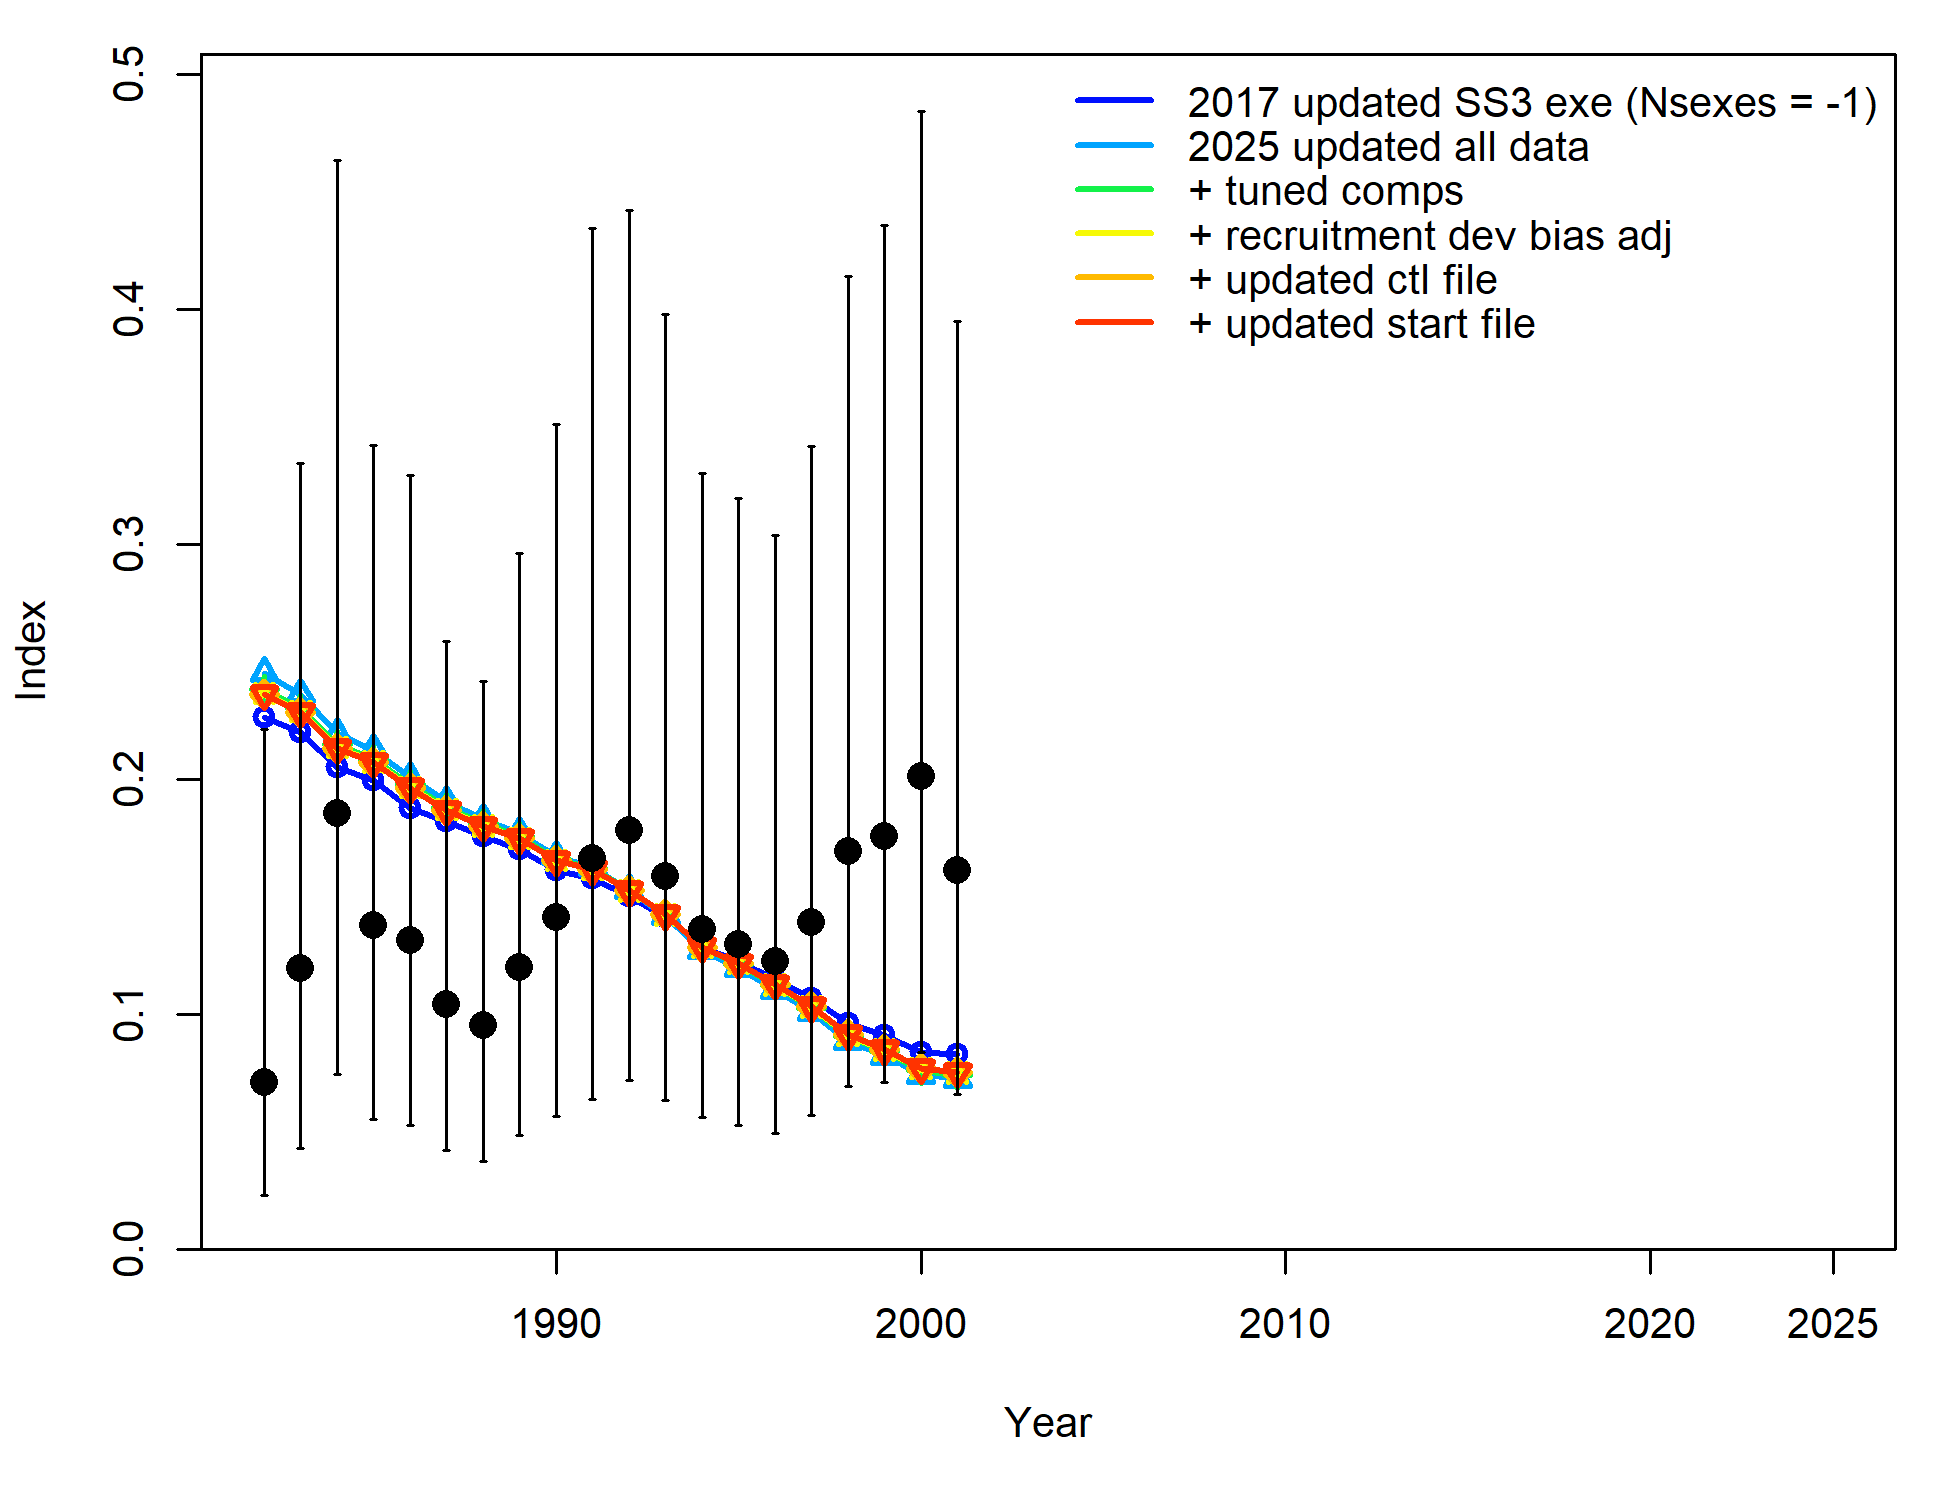 0.5
0.4
0.3
0.2
0.1
0.0
Index
2017 updated SS3 exe (Nsexes = -1)
2025 updated all data
+ tuned comps
+ recruitment dev bias adj
+ updated ctl file
+ updated start file
1990 2000 2010 2020 2025
Year